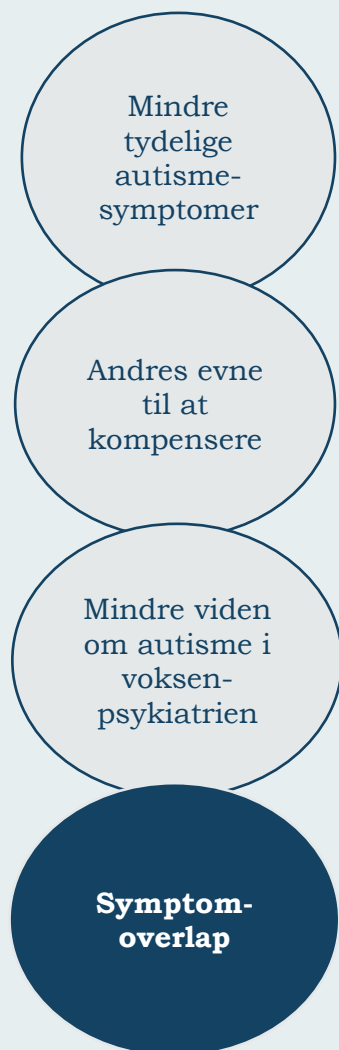 Mindre
tydelige
autisme-
symptomer
Andres evne
til at
kompensere
Mindre viden
om autisme i
voksen-
psykiatrien
Symptom-
overlap